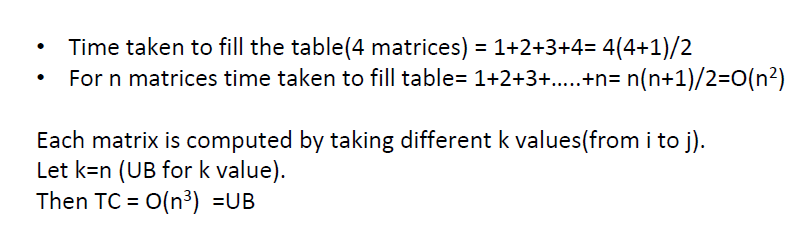 • Time taken to fill the table(4 matrices) = 1+2+3+4= 4(4+1)/2
• For n matrices time taken to fill table= 1+2+3+.....+n= n(n+1)/2=O(n²)
Each matrix is computed by taking different k values(from i to j).
Let k=n (UB for k value).
Then TC = O(n³) =UB